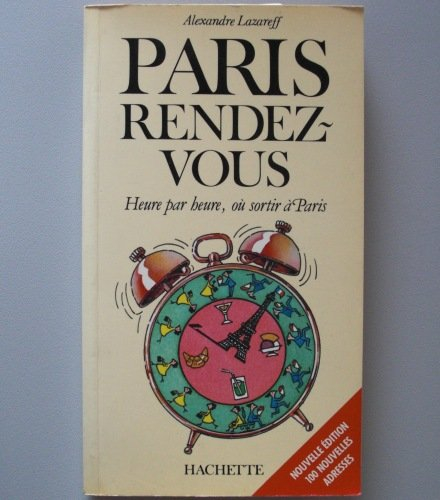 Alexandre Lazareff
PARIS
RENDEZ-
VOUS
Heure par heure, où sortir à Paris
NOUVELLE ÉDITION
100 NOUVELLES
ADRESSES
HACHETTE